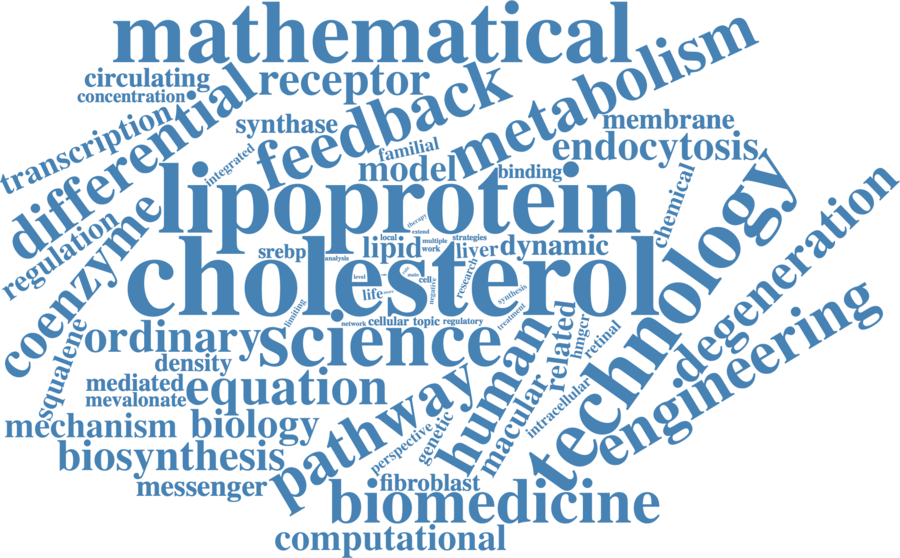 mathematical
circulating
receptor
concentration
metabolism
differential
feedback
transcription
synthase
membrane
familial
endocytosis
integrated
model
binding
lipoprotein
chemical
technology
therapy
extend
regulation
coenzyme
local
multiple
strategies
work
srebp
lipid
liver
dynamic
analysis
cholesterol
level
cell
research
negative
life
synthesis
degeneration
limiting
network
cellular
topic
regulatory
treatment
ordinary
science
human
related
hmgcr
retinal
engineering
squalene
density
mediated
equation
mevalonate
pathway
macular
intracellular
mechanism
biology
perspective
genetic
biosynthesis
messenger
fibroblast
biomedicine
computational